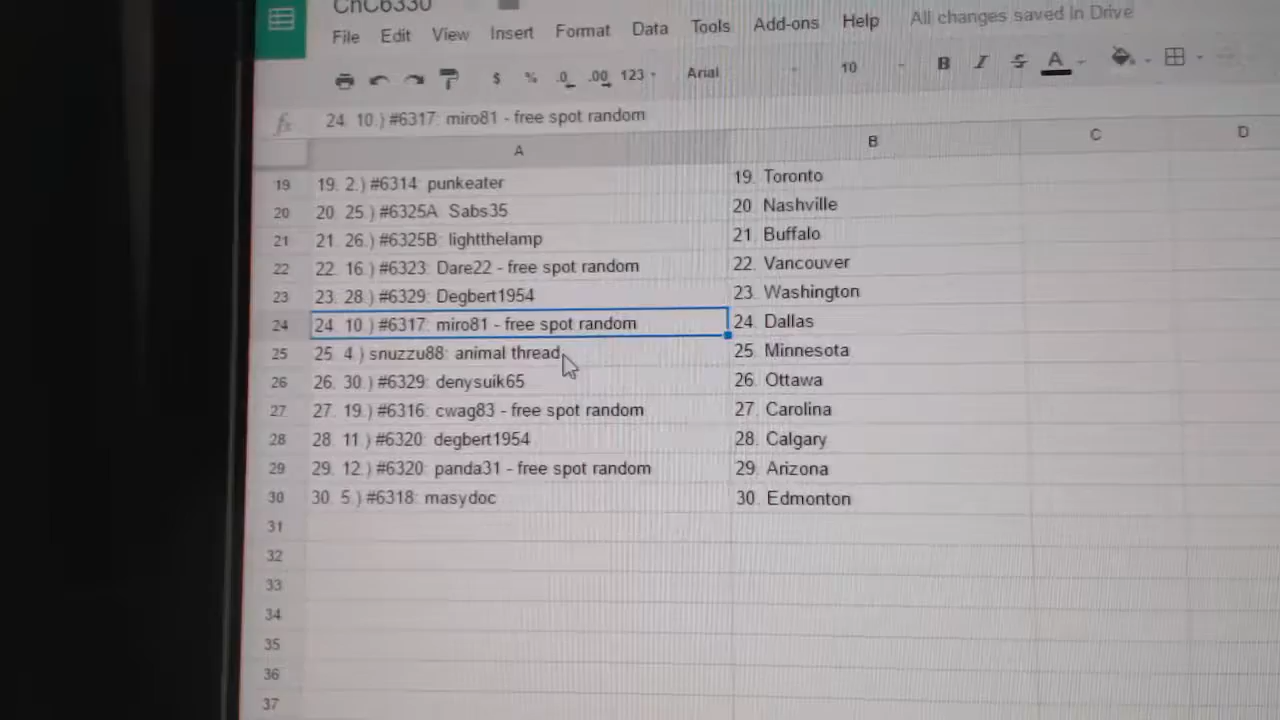 CnC6330
File Edit View Insert Format Data Tools Add-ons Help All changes saved in Drive
$ % .0 .00 123 Arial 10 B I S A
fx 24. 10.) #6317: miro81 - free spot random
A B C D
19 19. 2.) #6314: punkeater 19. Toronto
20 20. 25.) #6325A: Sabs35 20. Nashville
21 21. 26.) #6325B: lightthelamp 21. Buffalo
22 22. 16.) #6323: Dare22 - free spot random 22. Vancouver
23 23. 28.) #6329: Degbert1954 23. Washington
24 24. 10.) #6317: miro81 - free spot random 24. Dallas
25 25. 4.) snuzzu88: animal thread 25. Minnesota
26 26. 30.) #6329: denysuik65 26. Ottawa
27 27. 19.) #6316: cwag83 - free spot random 27. Carolina
28 28. 11.) #6320: degbert1954 28. Calgary
29 29. 12.) #6320: panda31 - free spot random 29. Arizona
30 30. 5.) #6318: masydoc 30. Edmonton
31
32
33
34
35
36
37